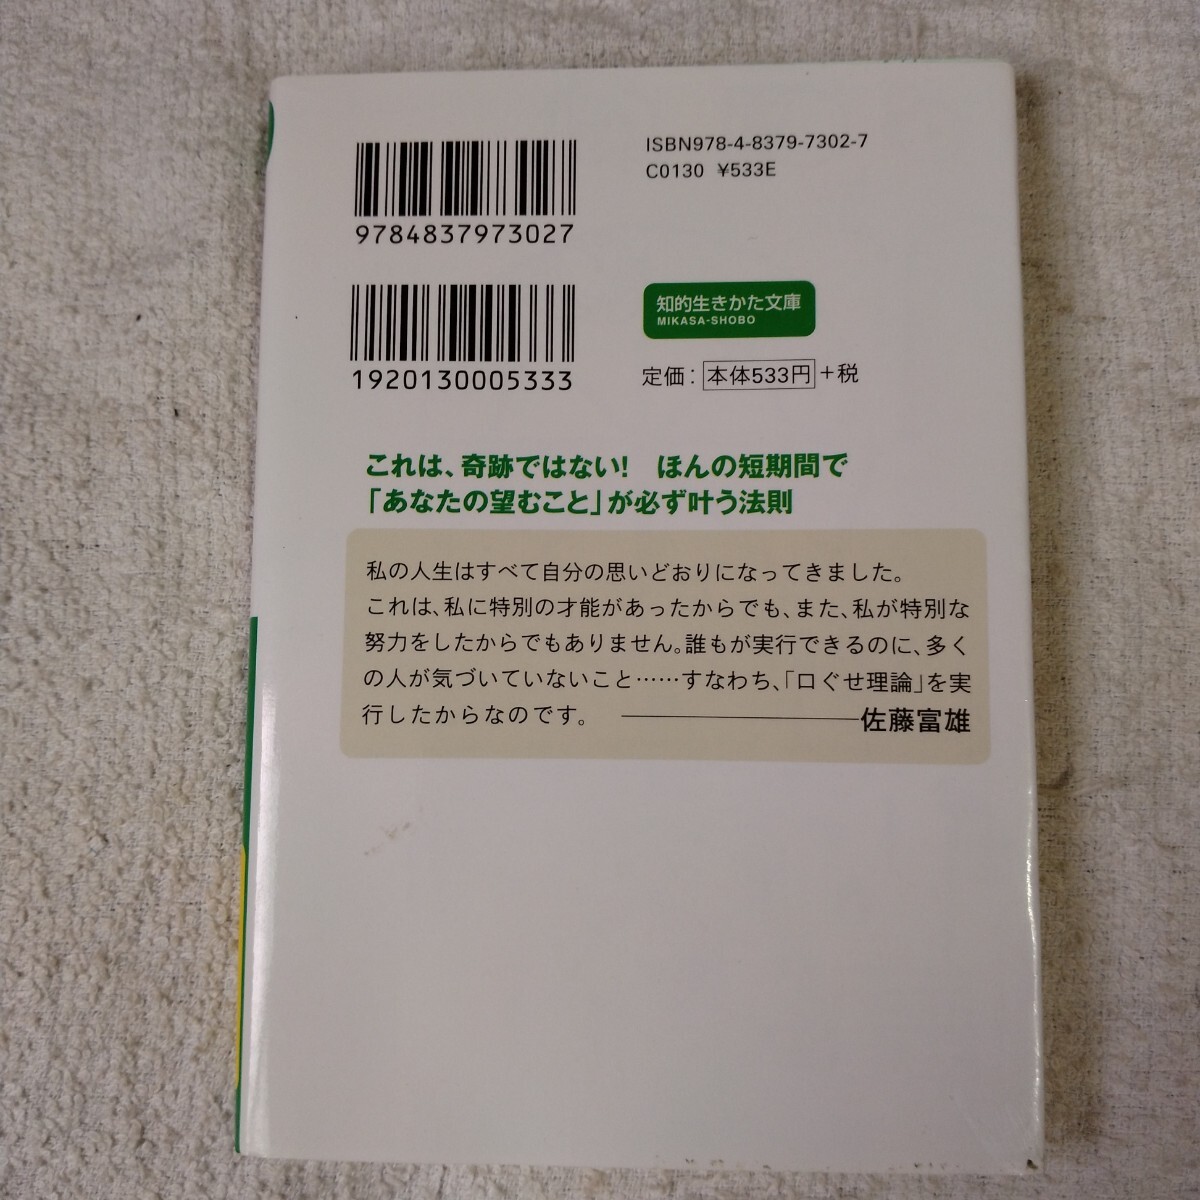 ISBN978-4-8379-7302-7
C0130 ¥533E
9784837973027
知的生きかた文庫
MIKASA-SHOBO
1920130005333
定価：本体533円+税
これは、奇跡ではない！ ほんの短期間で
「あなたの望むこと」が必ず叶う法則
私の人生はすべて自分の思いどおりになってきました。
これは、私に特別の才能があったからでも、また、私が特別な
努力をしたからでもありません。誰もが実行できるのに、多く
の人が気づいていないこと……すなわち、「口ぐせ理論」を実
行したからなのです。 ――佐藤富雄